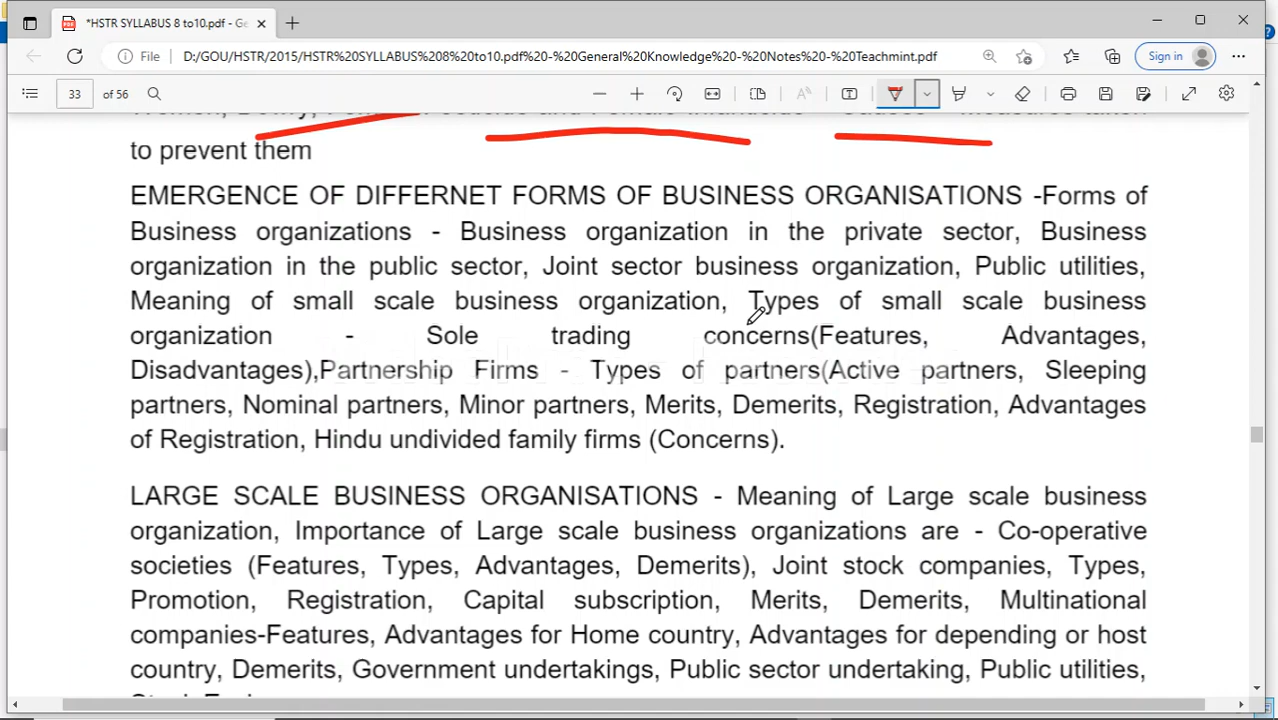 *HSTR SYLLABUS 8 to10.pdf - Ge
File D:/GOU/HSTR/2015/HSTR%20SYLLABUS%208%20to10.pdf%20-%20General%20Knowledge%20-%20Notes%20-%20Teachmint.pdf Sign in
33 of 56
to prevent them
EMERGENCE OF DIFFERNET FORMS OF BUSINESS ORGANISATIONS -Forms of
Business organizations - Business organization in the private sector, Business
organization in the public sector, Joint sector business organization, Public utilities,
Meaning of small scale business organization, Types of small scale business
organization - Sole trading concerns(Features, Advantages,
Disadvantages),Partnership Firms - Types of partners(Active partners, Sleeping
partners, Nominal partners, Minor partners, Merits, Demerits, Registration, Advantages
of Registration, Hindu undivided family firms (Concerns).
LARGE SCALE BUSINESS ORGANISATIONS - Meaning of Large scale business
organization, Importance of Large scale business organizations are - Co-operative
societies (Features, Types, Advantages, Demerits), Joint stock companies, Types,
Promotion, Registration, Capital subscription, Merits, Demerits, Multinational
companies-Features, Advantages for Home country, Advantages for depending or host
country, Demerits, Government undertakings, Public sector undertaking, Public utilities,